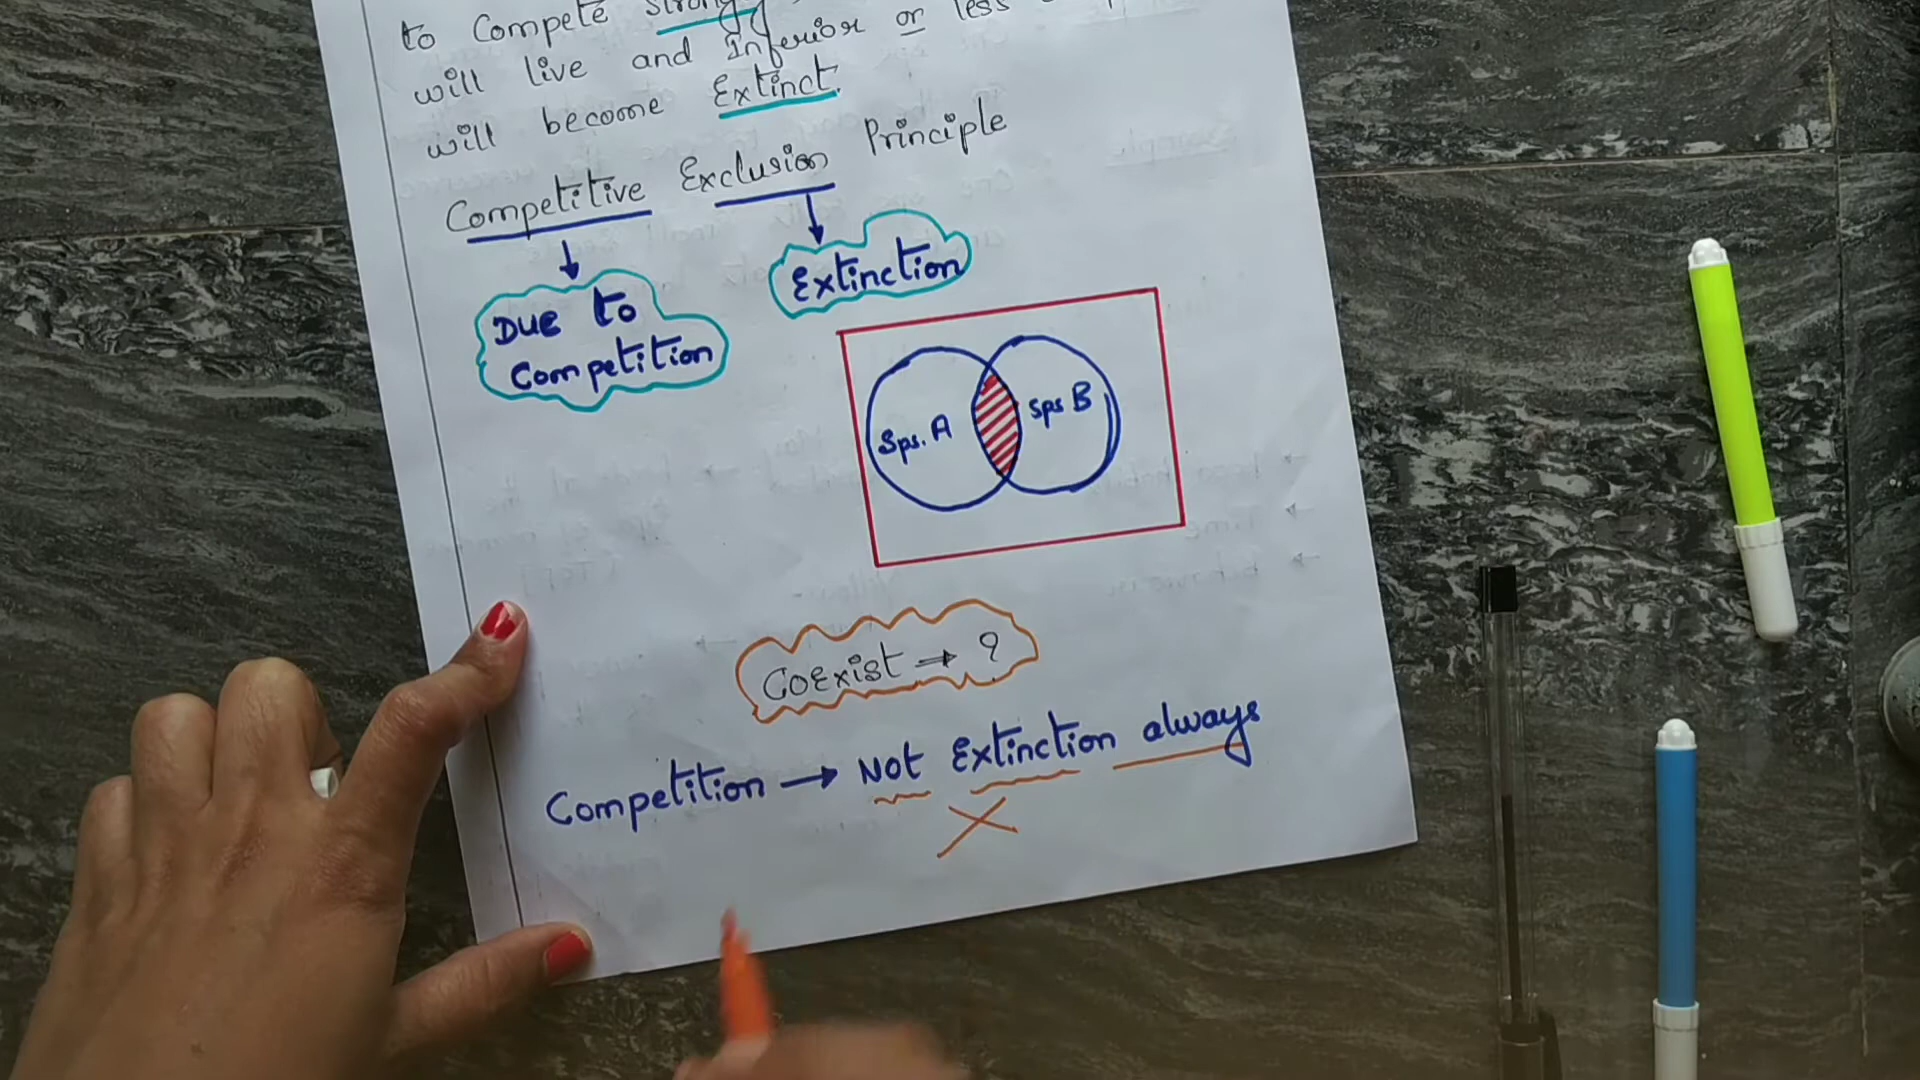 to Compete strongly
will live and Inferior or less
will become Extinct.
Competitive Exclusion Principle
Due to
Competition
Extinction
Sps. A
Sps B
Coexist → ?
Competition → Not Extinction always